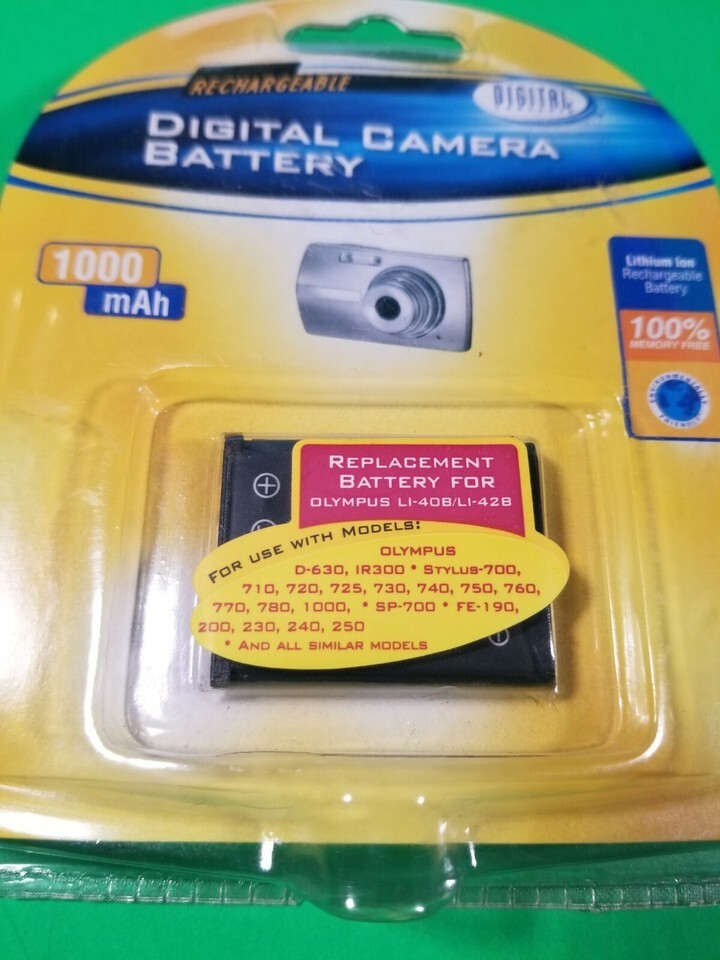 RECHARGEABLE
DIGITAL
DIGITAL CAMERA
BATTERY
1000
mAh
Lithium Ion
Rechargeable
Battery
100%
MEMORY FREE
ENVIRONMENTALLY
FRIENDLY
REPLACEMENT
BATTERY FOR
OLYMPUS LI-40B/LI-42B
FOR USE WITH MODELS:
OLYMPUS
D-630, IR300 * STYLUS-700,
710, 720, 725, 730, 740, 750, 760,
770, 780, 1000, * SP-700 * FE-190,
200, 230, 240, 250
* AND ALL SIMILAR MODELS